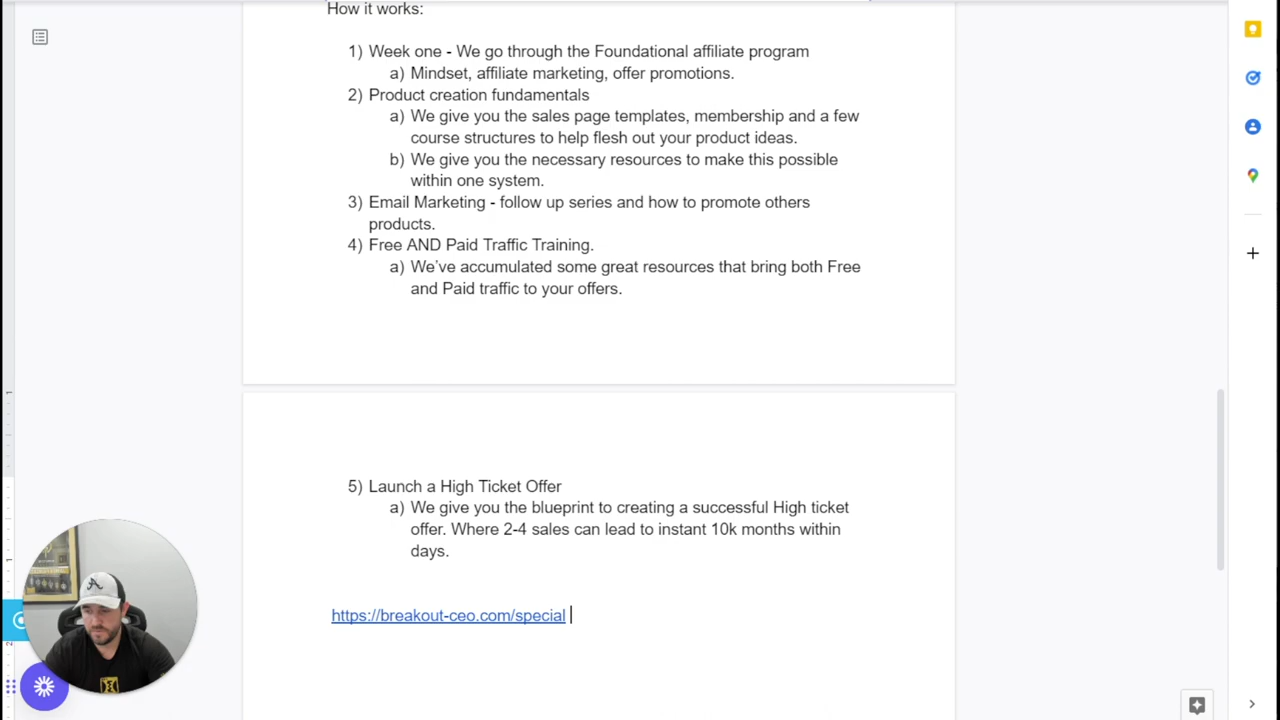 How it works:
1) Week one - We go through the Foundational affiliate program
a) Mindset, affiliate marketing, offer promotions.
2) Product creation fundamentals
a) We give you the sales page templates, membership and a few
course structures to help flesh out your product ideas.
b) We give you the necessary resources to make this possible
within one system.
3) Email Marketing - follow up series and how to promote others
products.
4) Free AND Paid Traffic Training.
a) We’ve accumulated some great resources that bring both Free
and Paid traffic to your offers.
5) Launch a High Ticket Offer
a) We give you the blueprint to creating a successful High ticket
offer. Where 2-4 sales can lead to instant 10k months within
days.
https://breakout-ceo.com/special